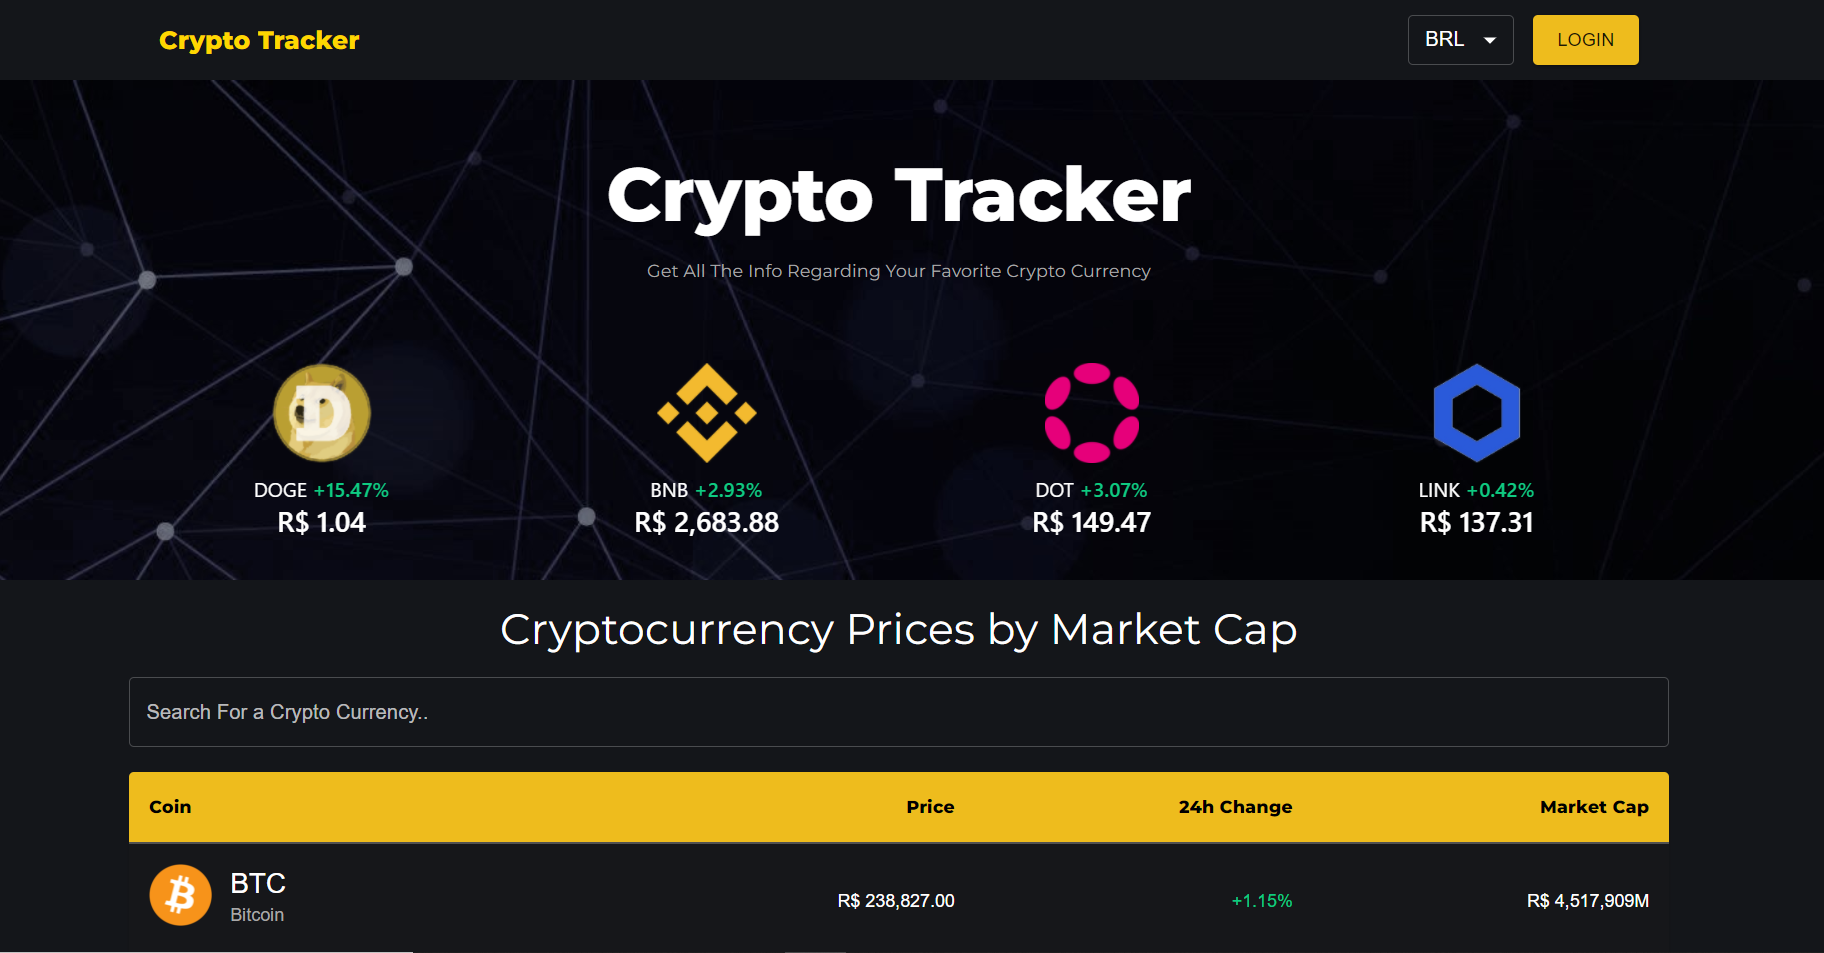 Crypto Tracker
BRL
LOGIN
Crypto Tracker
Get All The Info Regarding Your Favorite Crypto Currency
DOGE +15.47%
R$ 1.04
BNB +2.93%
R$ 2,683.88
DOT +3.07%
R$ 149.47
LINK +0.42%
R$ 137.31
Cryptocurrency Prices by Market Cap
Search For a Crypto Currency..
Coin Price 24h Change Market Cap
BTC
Bitcoin
R$ 238,827.00 +1.15% R$ 4,517,909M